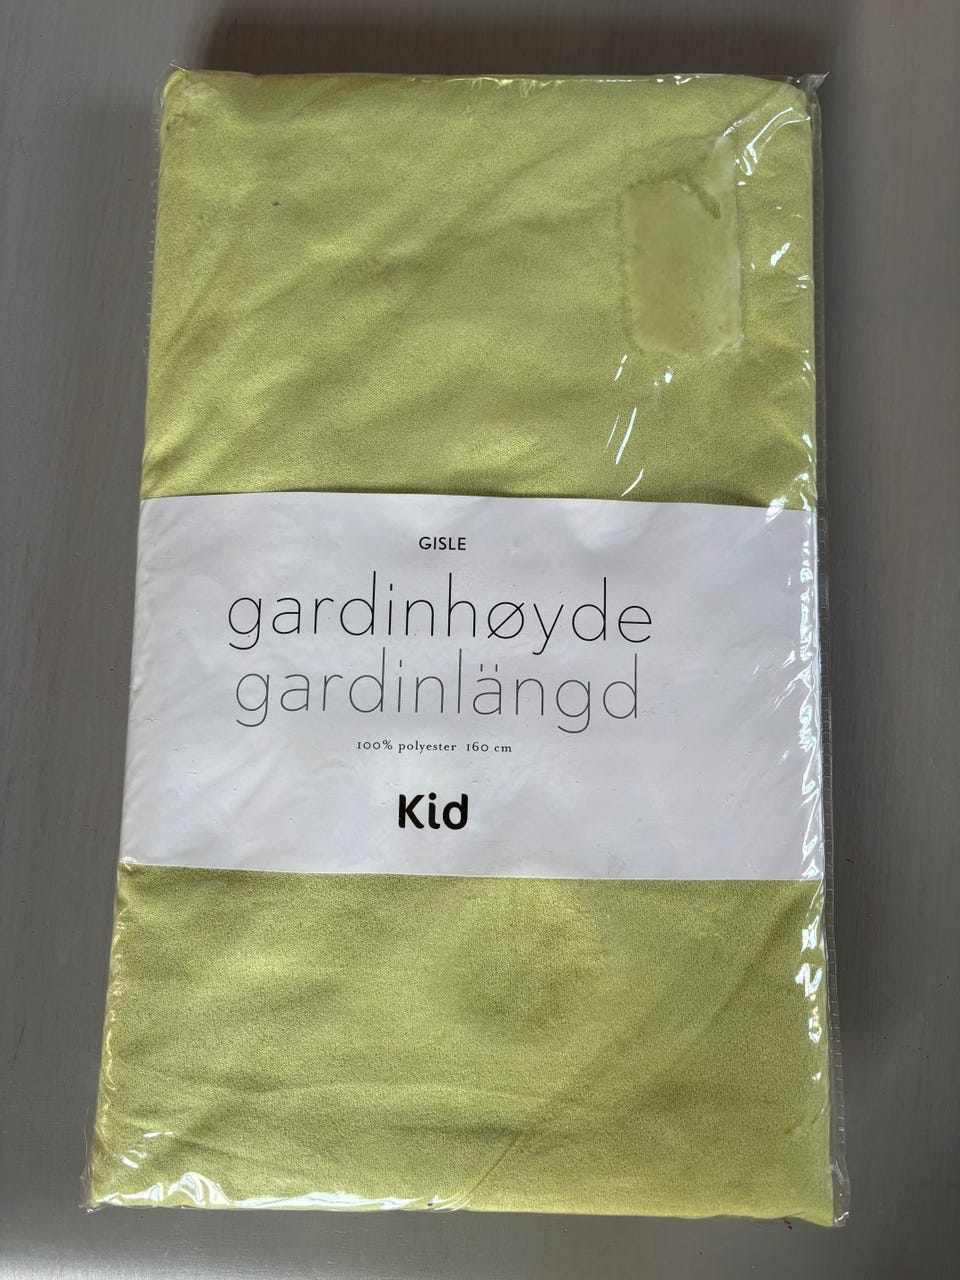 GISLE
gardinhøyde
gardinlängd
100% polyester 160 cm
Kid